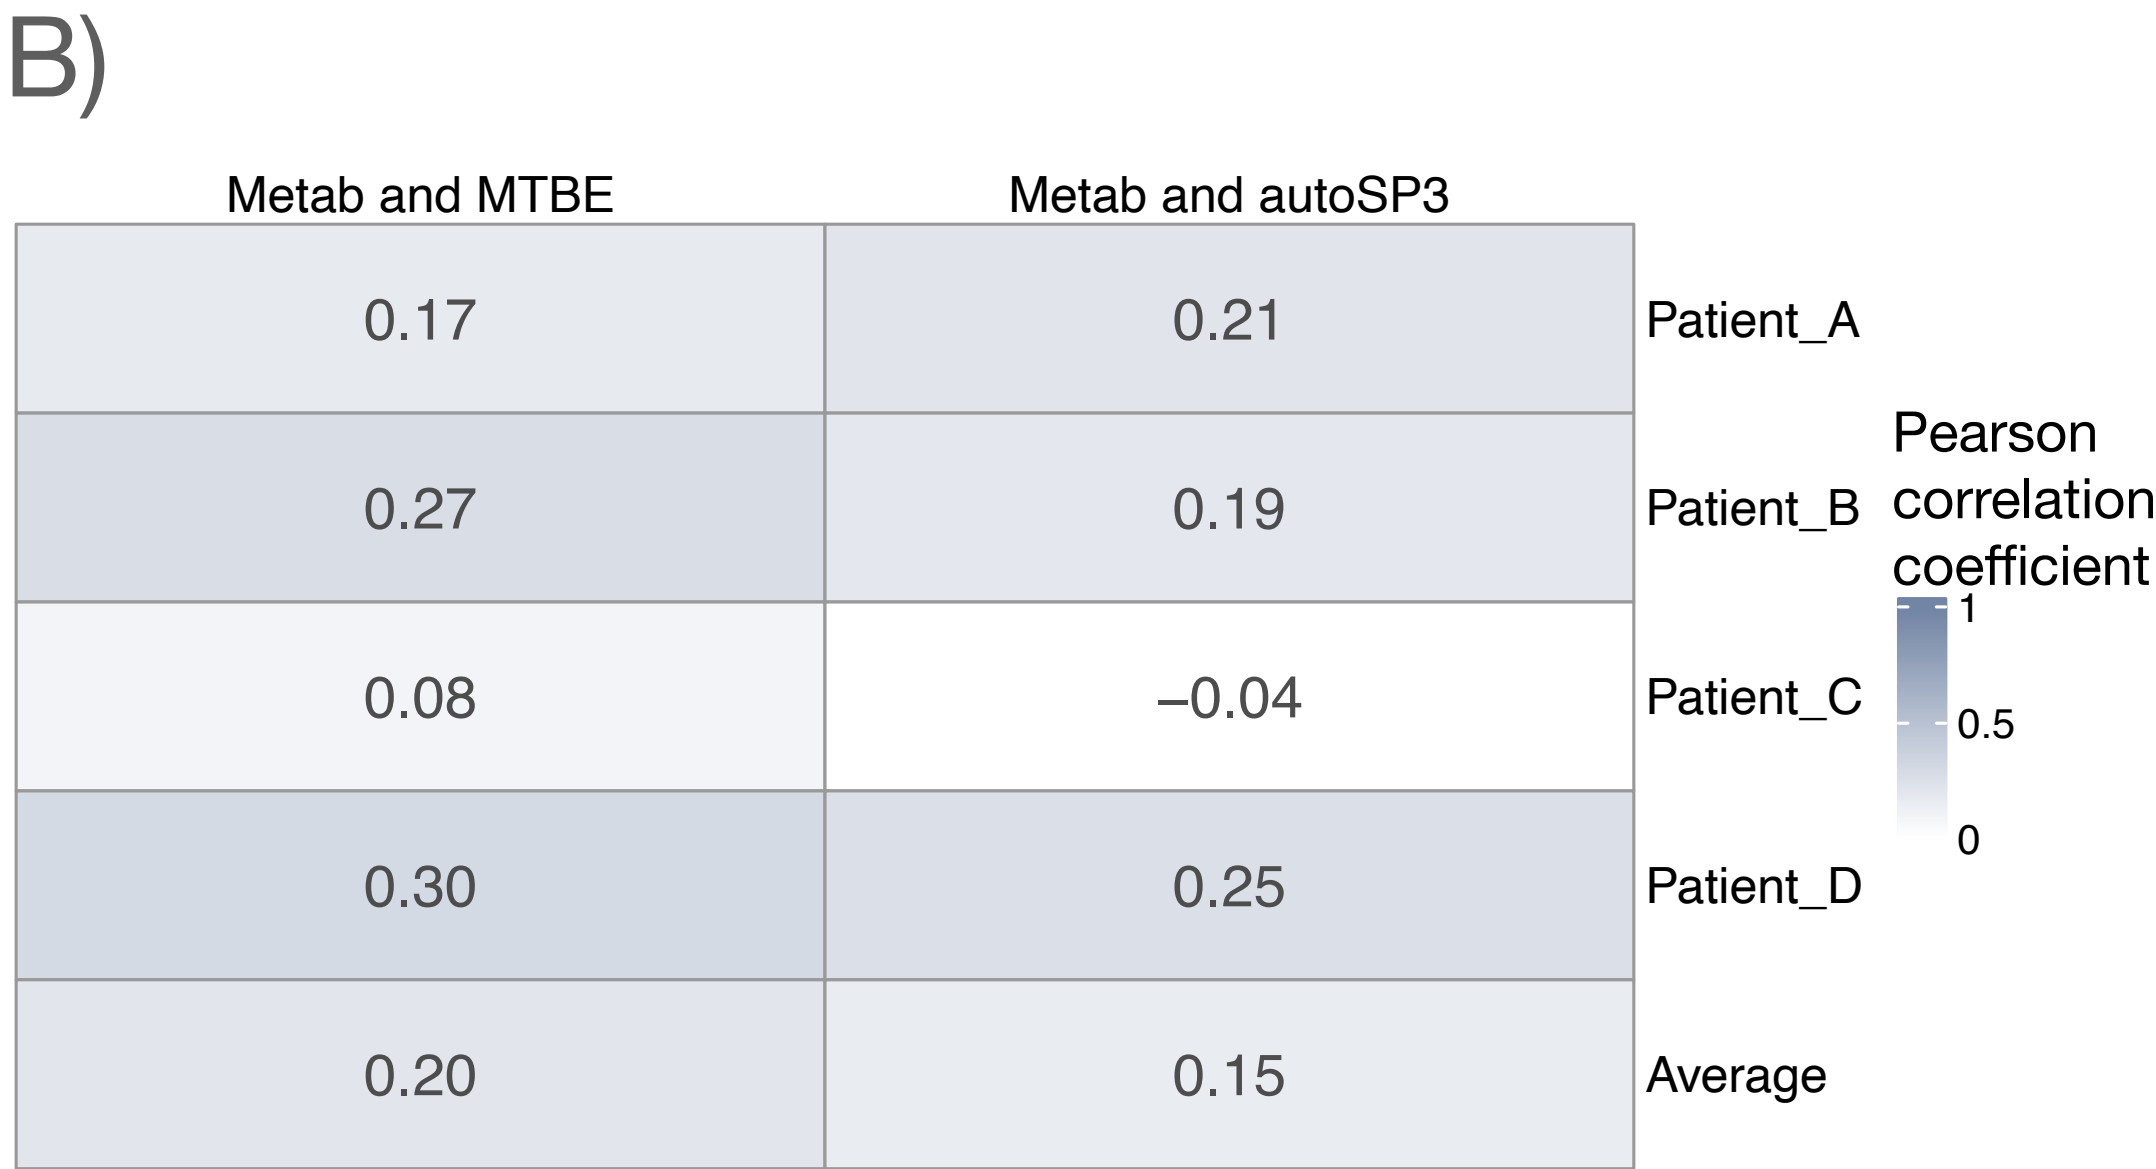 B)
Metab and MTBE Metab and autoSP3
0.17 0.21 Patient_A
0.27 0.19 Patient_B
0.08 –0.04 Patient_C
0.30 0.25 Patient_D
0.20 0.15 Average
Pearson
correlation
coefficient
1
0.5
0